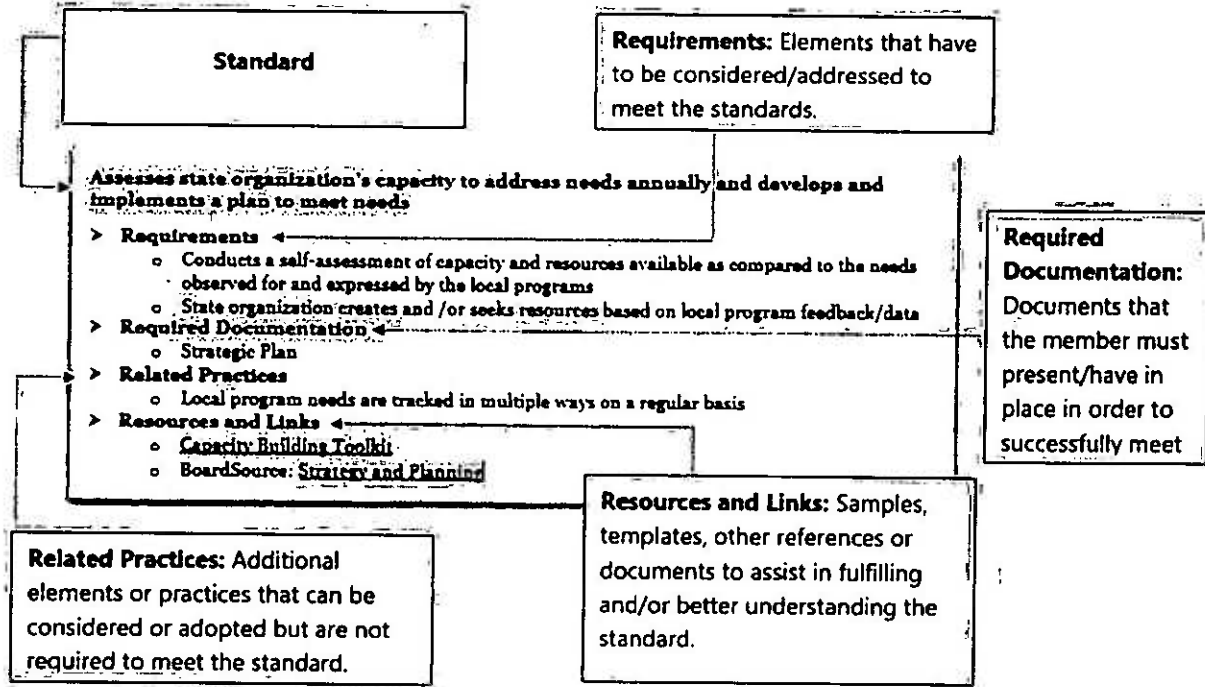 Standard
Requirements: Elements that have
to be considered/addressed to
meet the standards.
Assesses state organization's capacity to address needs annually and develops and
implements a plan to meet needs
➤ Requirements
o Conducts a self-assessment of capacity and resources available as compared to the needs
observed for and expressed by the local programs
o State organization creates and /or seeks resources based on local program feedback/data
➤ Required Documentation
o Strategic Plan
➤ Related Practices
o Local program needs are tracked in multiple ways on a regular basis
➤ Resources and Links
o Capacity Building Toolkit
o BoardSource: Strategy and Planning
Required
Documentation:
Documents that
the member must
present/have in
place in order to
successfully meet
Resources and Links: Samples,
templates, other references or
documents to assist in fulfilling
and/or better understanding the
standard.
Related Practices: Additional
elements or practices that can be
considered or adopted but are not
required to meet the standard.